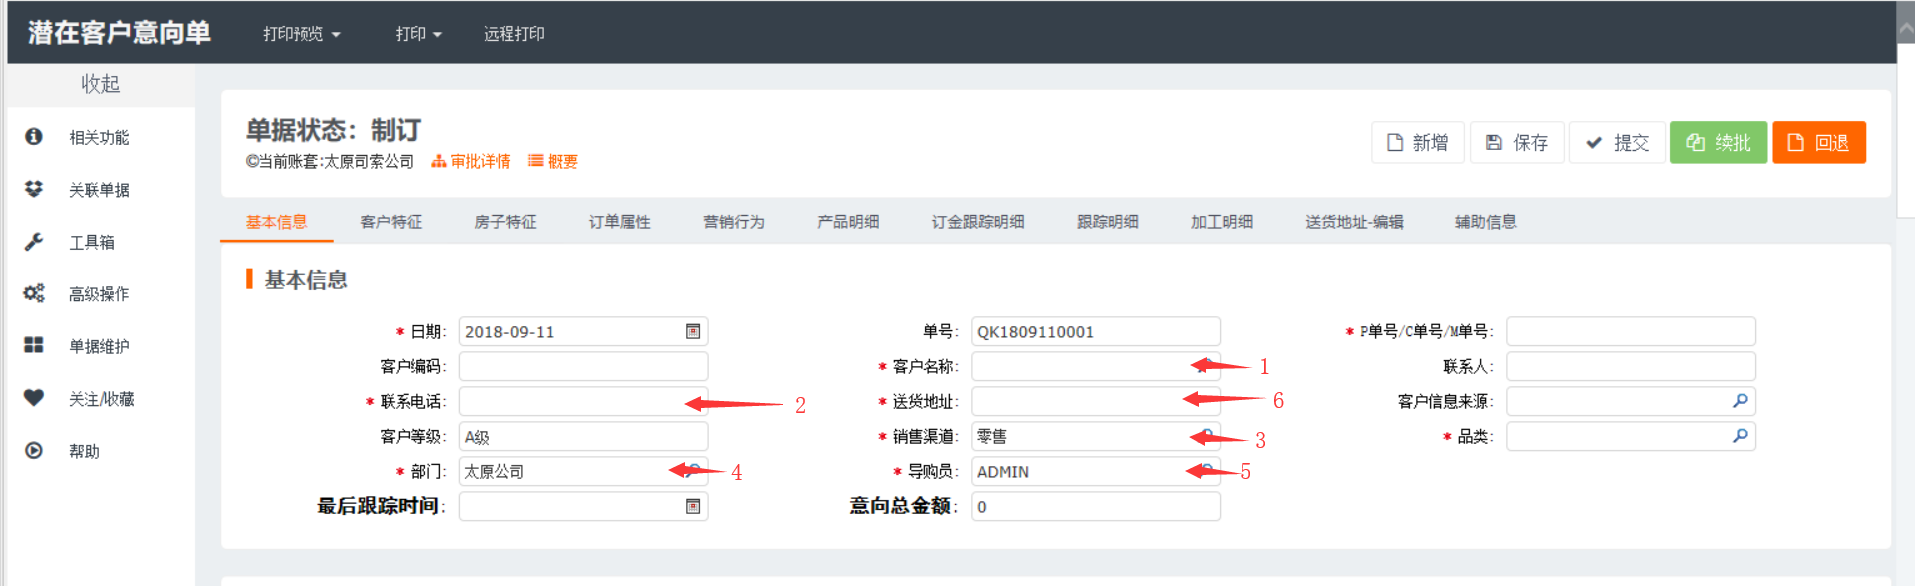 潜在客户意向单 打印预览 打印 远程打印
收起
相关功能
关联单据
工具箱
高级操作
单据维护
关注/收藏
帮助
单据状态：制订
©当前账套:太原司索公司 审批详情 概要
新增 保存 提交 续批 回退
基本信息 客户特征 房子特征 订单属性 营销行为 产品明细 订金跟踪明细 跟踪明细 加工明细 送货地址-编辑 辅助信息
基本信息
* 日期: 2018-09-11 单号: QK1809110001 * P单号/C单号/M单号:
客户编码: * 客户名称: 1 联系人:
* 联系电话: 2 * 送货地址: 6 客户信息来源:
客户等级: A级 * 销售渠道: 零售 3 * 品类:
* 部门: 太原公司 4 * 导购员: ADMIN 5
最后跟踪时间: 意向总金额: 0